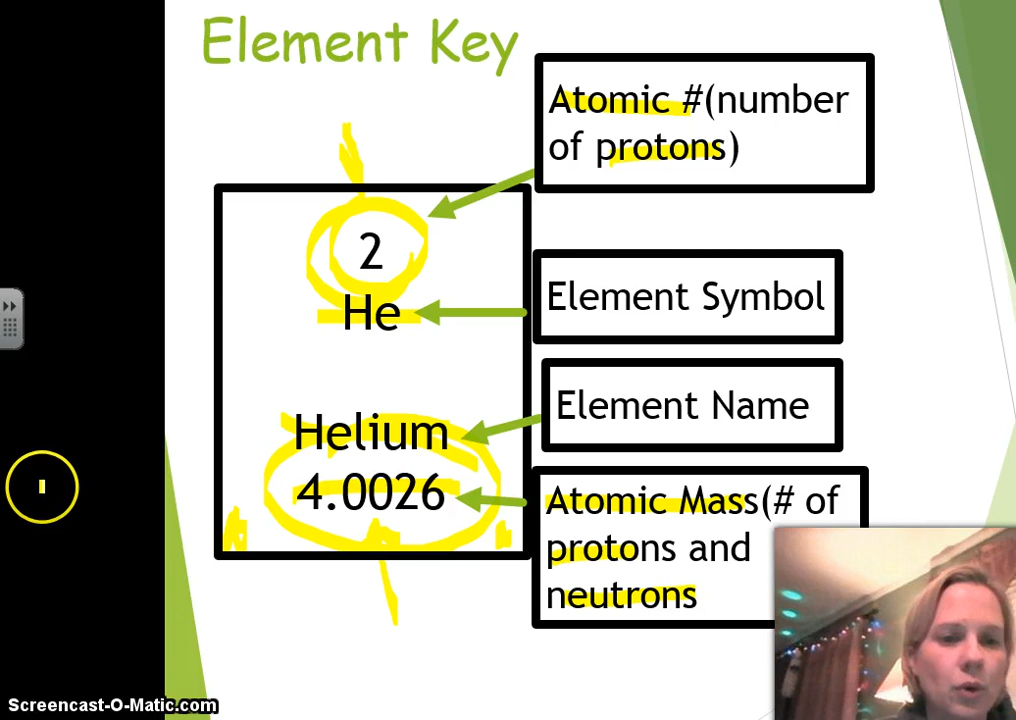 Element Key
Atomic #(number
of protons)
2
He
Element Symbol
Helium
Element Name
4.0026
Atomic Mass(# of
protons and
neutrons
Screencast-O-Matic.com